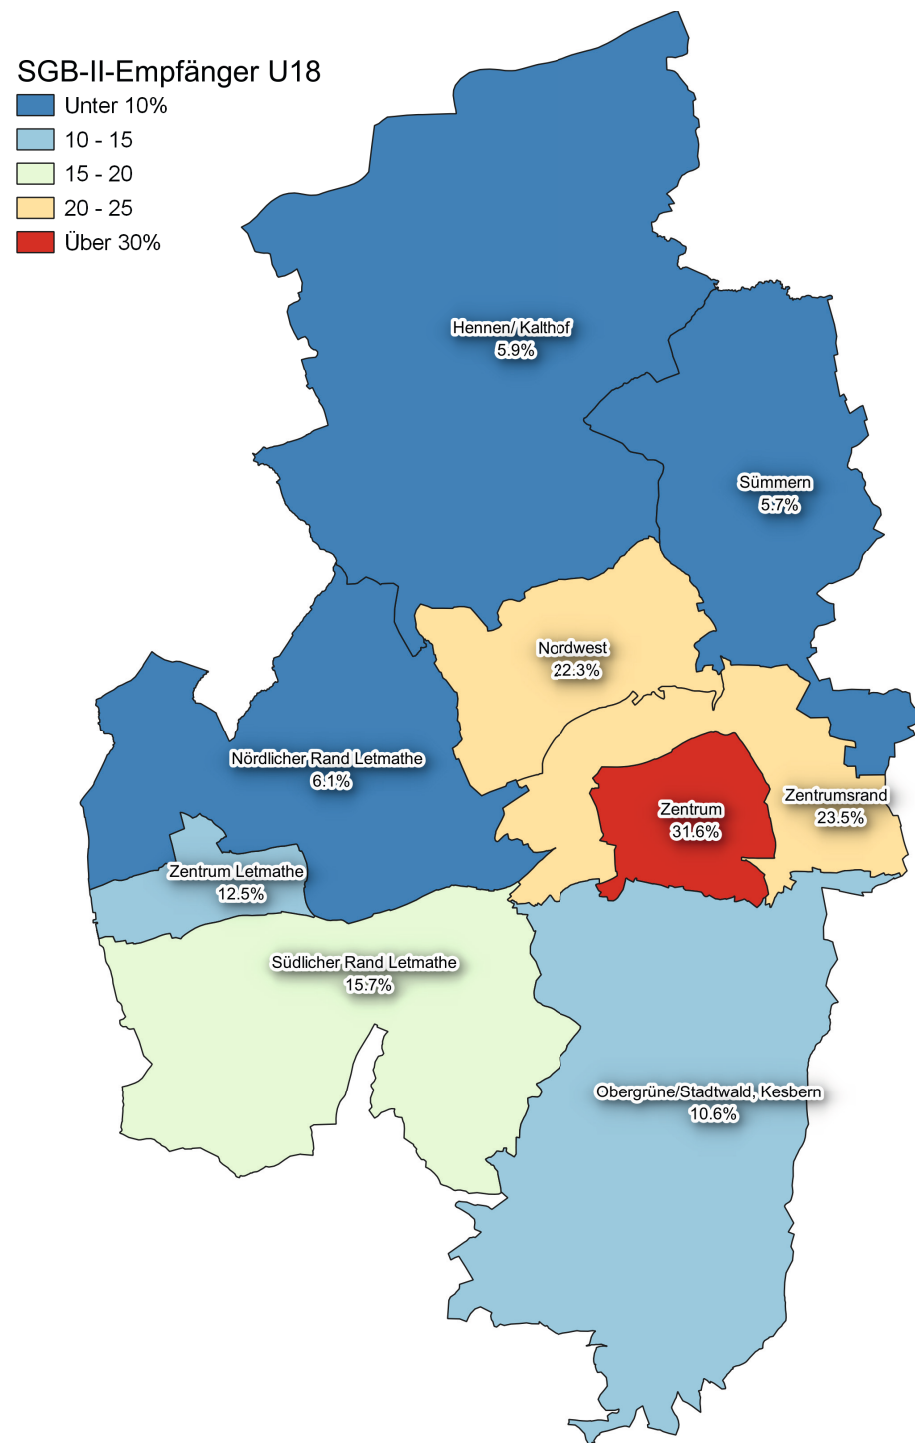 SGB-II-Empfänger U18
Unter 10%
10 - 15
15 - 20
20 - 25
Über 30%
Hennen/ Kalthof
5.9%
Sümmern
5.7%
Nordwest
22.3%
Nördlicher Rand Letmathe
6.1%
Zentrumsrand
23.5%
Zentrum
31.6%
Zentrum Letmathe
12.5%
Südlicher Rand Letmathe
15.7%
Obergrüne/Stadtwald, Kesbern
10.6%